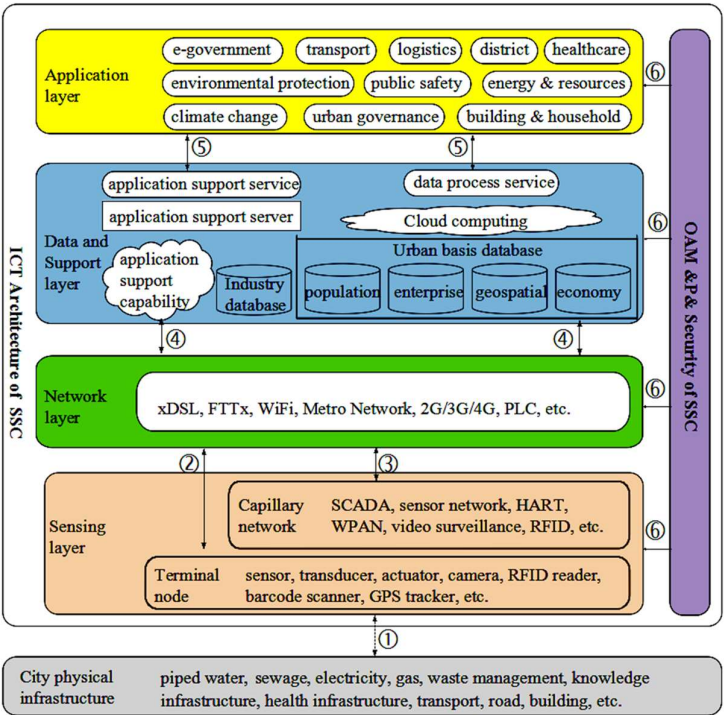 e-government transport logistics district healthcare
Application
layer
environmental protection public safety energy & resources
climate change urban governance building & household
⑥
⑤ ⑤
application support service data process service
application support server Cloud computing
⑥
Data and
Support
layer
application
support
capability
Industry
database
Urban basis database
population enterprise geospatial economy
④ ④
Network
layer
xDSL, FTTx, WiFi, Metro Network, 2G/3G/4G, PLC, etc.
⑥
② ③
Sensing
layer
Capillary
network
SCADA, sensor network, HART,
WPAN, video surveillance, RFID, etc.
⑥
Terminal
node
sensor, transducer, actuator, camera, RFID reader,
barcode scanner, GPS tracker, etc.
①
City physical
infrastructure
piped water, sewage, electricity, gas, waste management, knowledge
infrastructure, health infrastructure, transport, road, building, etc.
ICT Architecture of SSC
OAM &P& Security of SSC